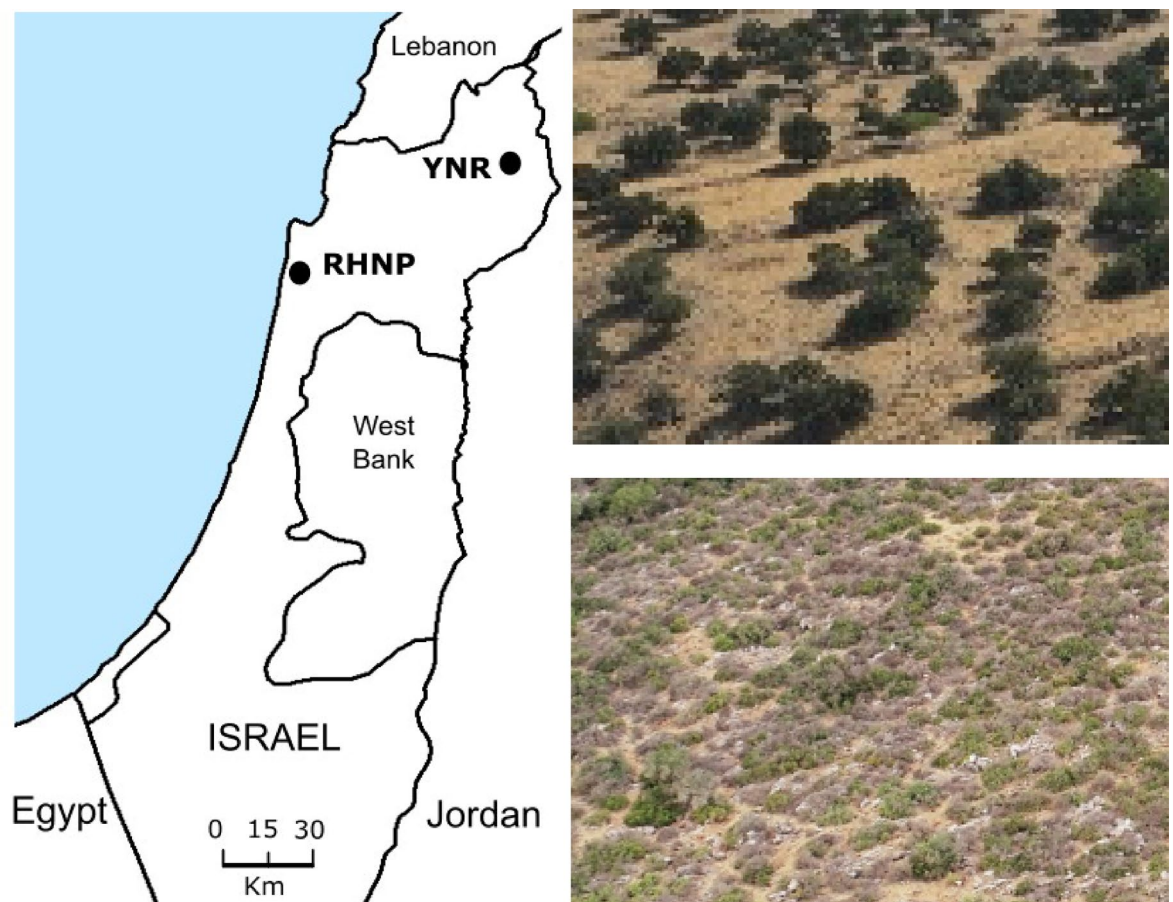 Lebanon
YNR
RHNP
West
Bank
ISRAEL
Egypt
Jordan
0 15 30
Km